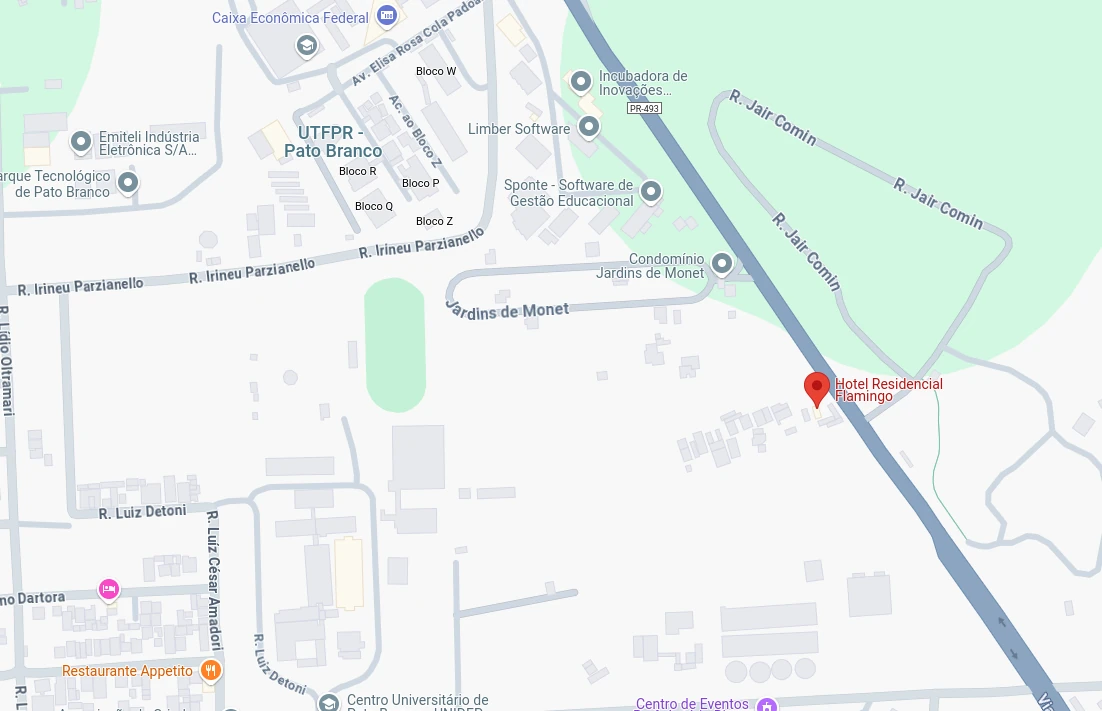 Caixa Econômica Federal
Av. Elisa Rosa Cola Padoa
Bloco W
Incubadora de
Inovações...
PR-493
R. Jair Comin
Ac. ao Bloco Z
Emiteli Indústria
Eletrônica S/A...
UTFPR -
Pato Branco
Limber Software
arque Tecnológico
de Pato Branco
Bloco R
Bloco P
Sponte - Software de
Gestão Educacional
R. Jair Comin
Bloco Q
Bloco Z
R. Jair Comin
R. Irineu Parzianello
R. Irineu Parzianello
R. Irineu Parzianello
Condomínio
Jardins de Monet
Jardins de Monet
R. Lídio Oltramari
Hotel Residencial
Flamingo
R. Luiz Detoni
R. Luiz César Amadori
no Dartora
R. Luiz Detoni
Restaurante Appetito
R. L
Centro Universitário de
Centro de Eventos